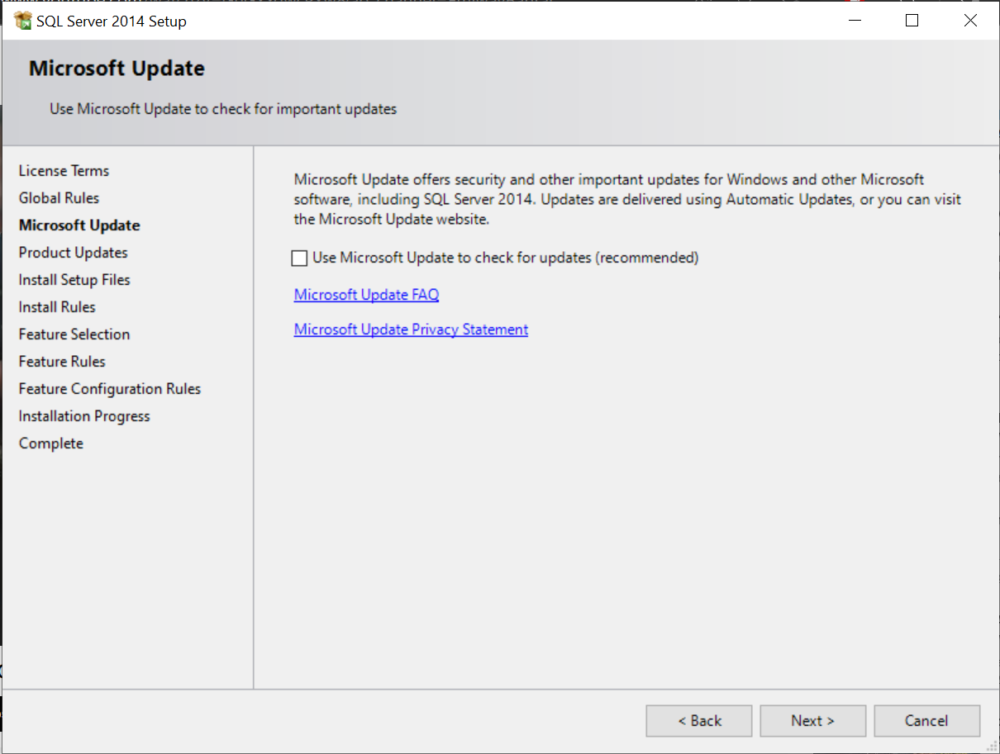 SQL Server 2014 Setup
Microsoft Update
Use Microsoft Update to check for important updates
License Terms
Global Rules
Microsoft Update
Product Updates
Install Setup Files
Install Rules
Feature Selection
Feature Rules
Feature Configuration Rules
Installation Progress
Complete
Microsoft Update offers security and other important updates for Windows and other Microsoft
software, including SQL Server 2014. Updates are delivered using Automatic Updates, or you can visit
the Microsoft Update website.
Use Microsoft Update to check for updates (recommended)
Microsoft Update FAQ
Microsoft Update Privacy Statement
< Back
Next >
Cancel